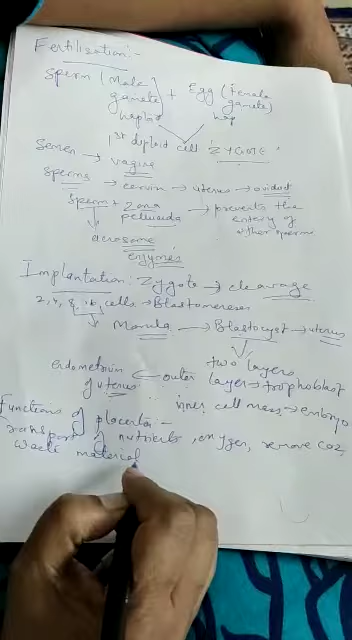 Fertilization:-
Sperm (Male gamete) haploid + Egg (Female gamete) hap
1st diploid cell ZYGOTE
Semen → vagina
Sperms → cervix → uterus → oviduct
Sperm + Zona pellucida → prevents the entry of other sperms
acrosome enzymes
Implantation: Zygote → cleavage
2, 4, 8, 16, cells → Blastomeres
Morula → Blastocyst → uterus
two layers
outer layer → trophoblast
endometrium of uterus
inner cell mass → embryo
Functions of placenta:-
Transport of nutrients, oxygen, remove CO2,
waste material